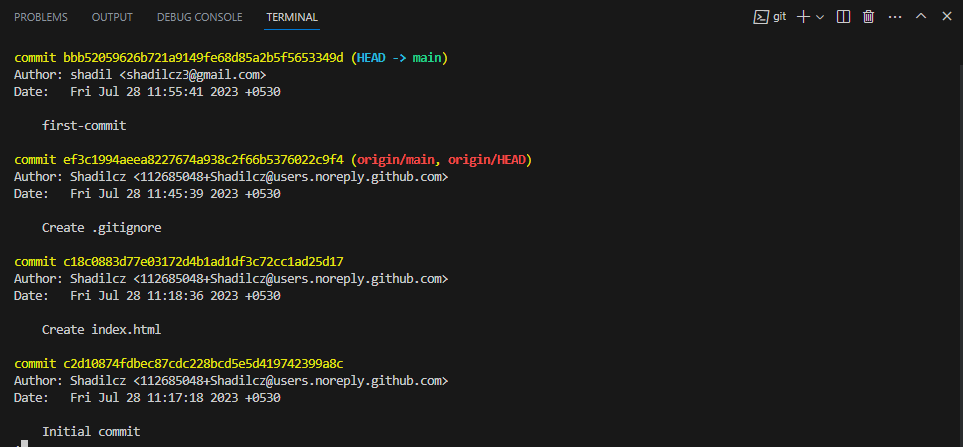 PROBLEMS OUTPUT DEBUG CONSOLE TERMINAL git
commit bbb52059626b721a9149fe68d85a2b5f5653349d (HEAD -> main)
Author: shadil <shadilcz3@gmail.com>
Date:   Fri Jul 28 11:55:41 2023 +0530
first-commit
commit ef3c1994aeea8227674a938c2f66b5376022c9f4 (origin/main, origin/HEAD)
Author: Shadilcz <112685048+Shadilcz@users.noreply.github.com>
Date:   Fri Jul 28 11:45:39 2023 +0530
Create .gitignore
commit c18c0883d77e03172d4b1ad1df3c72cc1ad25d17
Author: Shadilcz <112685048+Shadilcz@users.noreply.github.com>
Date:   Fri Jul 28 11:18:36 2023 +0530
Create index.html
commit c2d10874fdbec87cdc228bcd5e5d419742399a8c
Author: Shadilcz <112685048+Shadilcz@users.noreply.github.com>
Date:   Fri Jul 28 11:17:18 2023 +0530
Initial commit
: